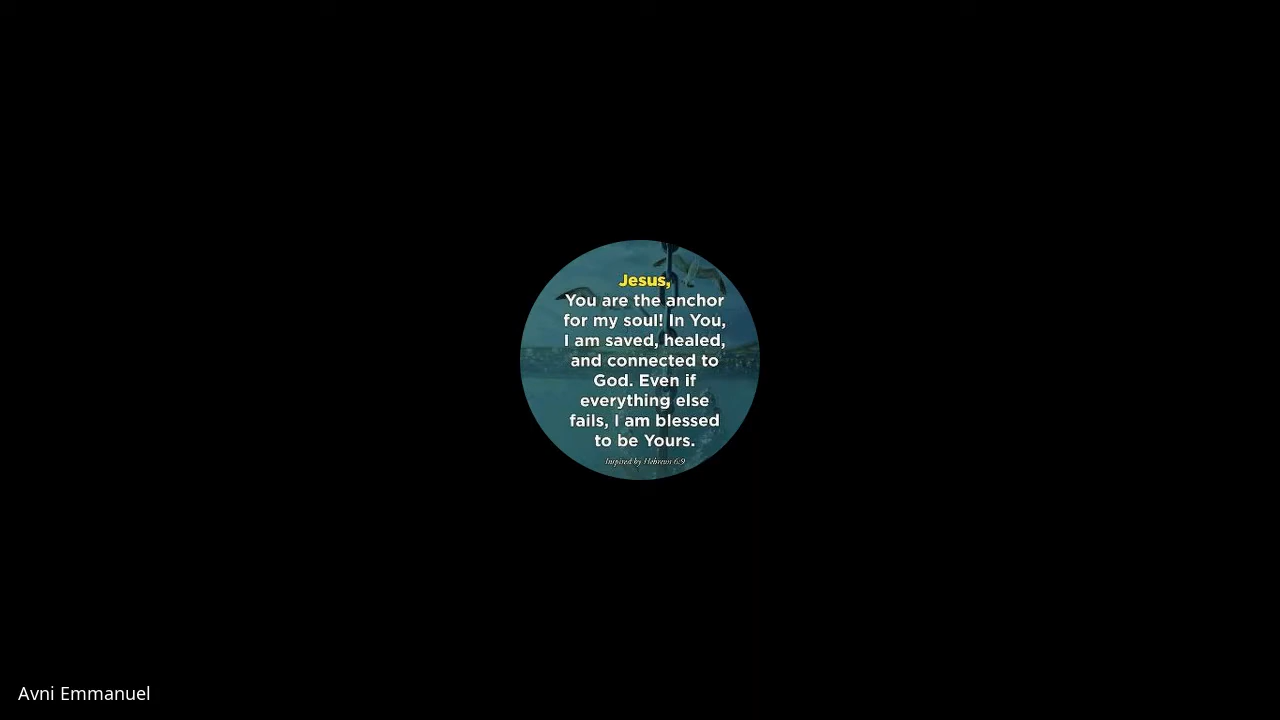 Jesus,
You are the anchor
for my soul! In You,
I am saved, healed,
and connected to
God. Even if
everything else
fails, I am blessed
to be Yours.
Inspired by Hebrews 6:9
Avni Emmanuel